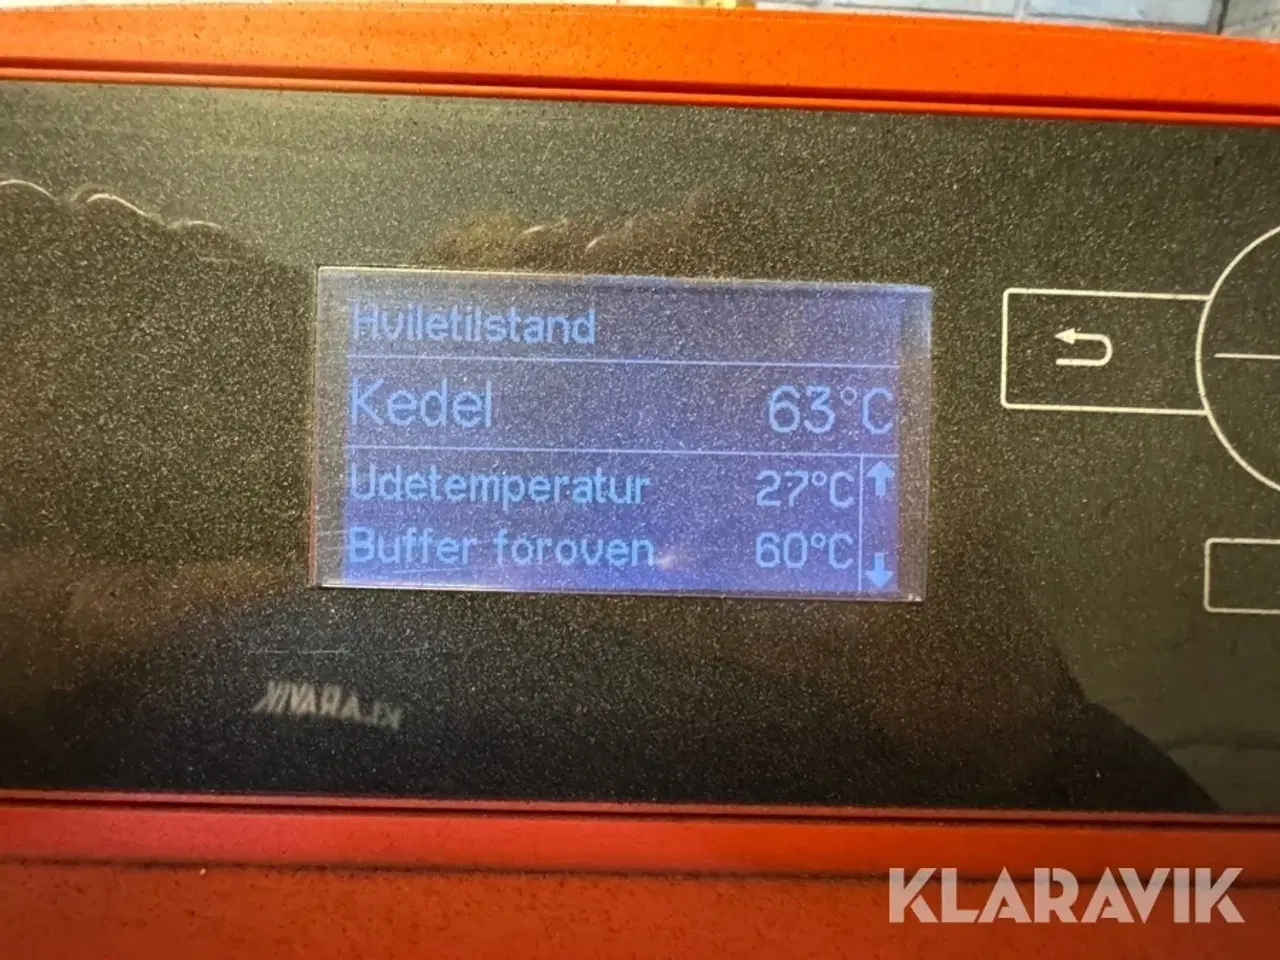 Hviletilstand
Kedel 63°C
Udetemperatur 27°C
Buffer foroven 60°C
KLARAVIK
KLARAVIK